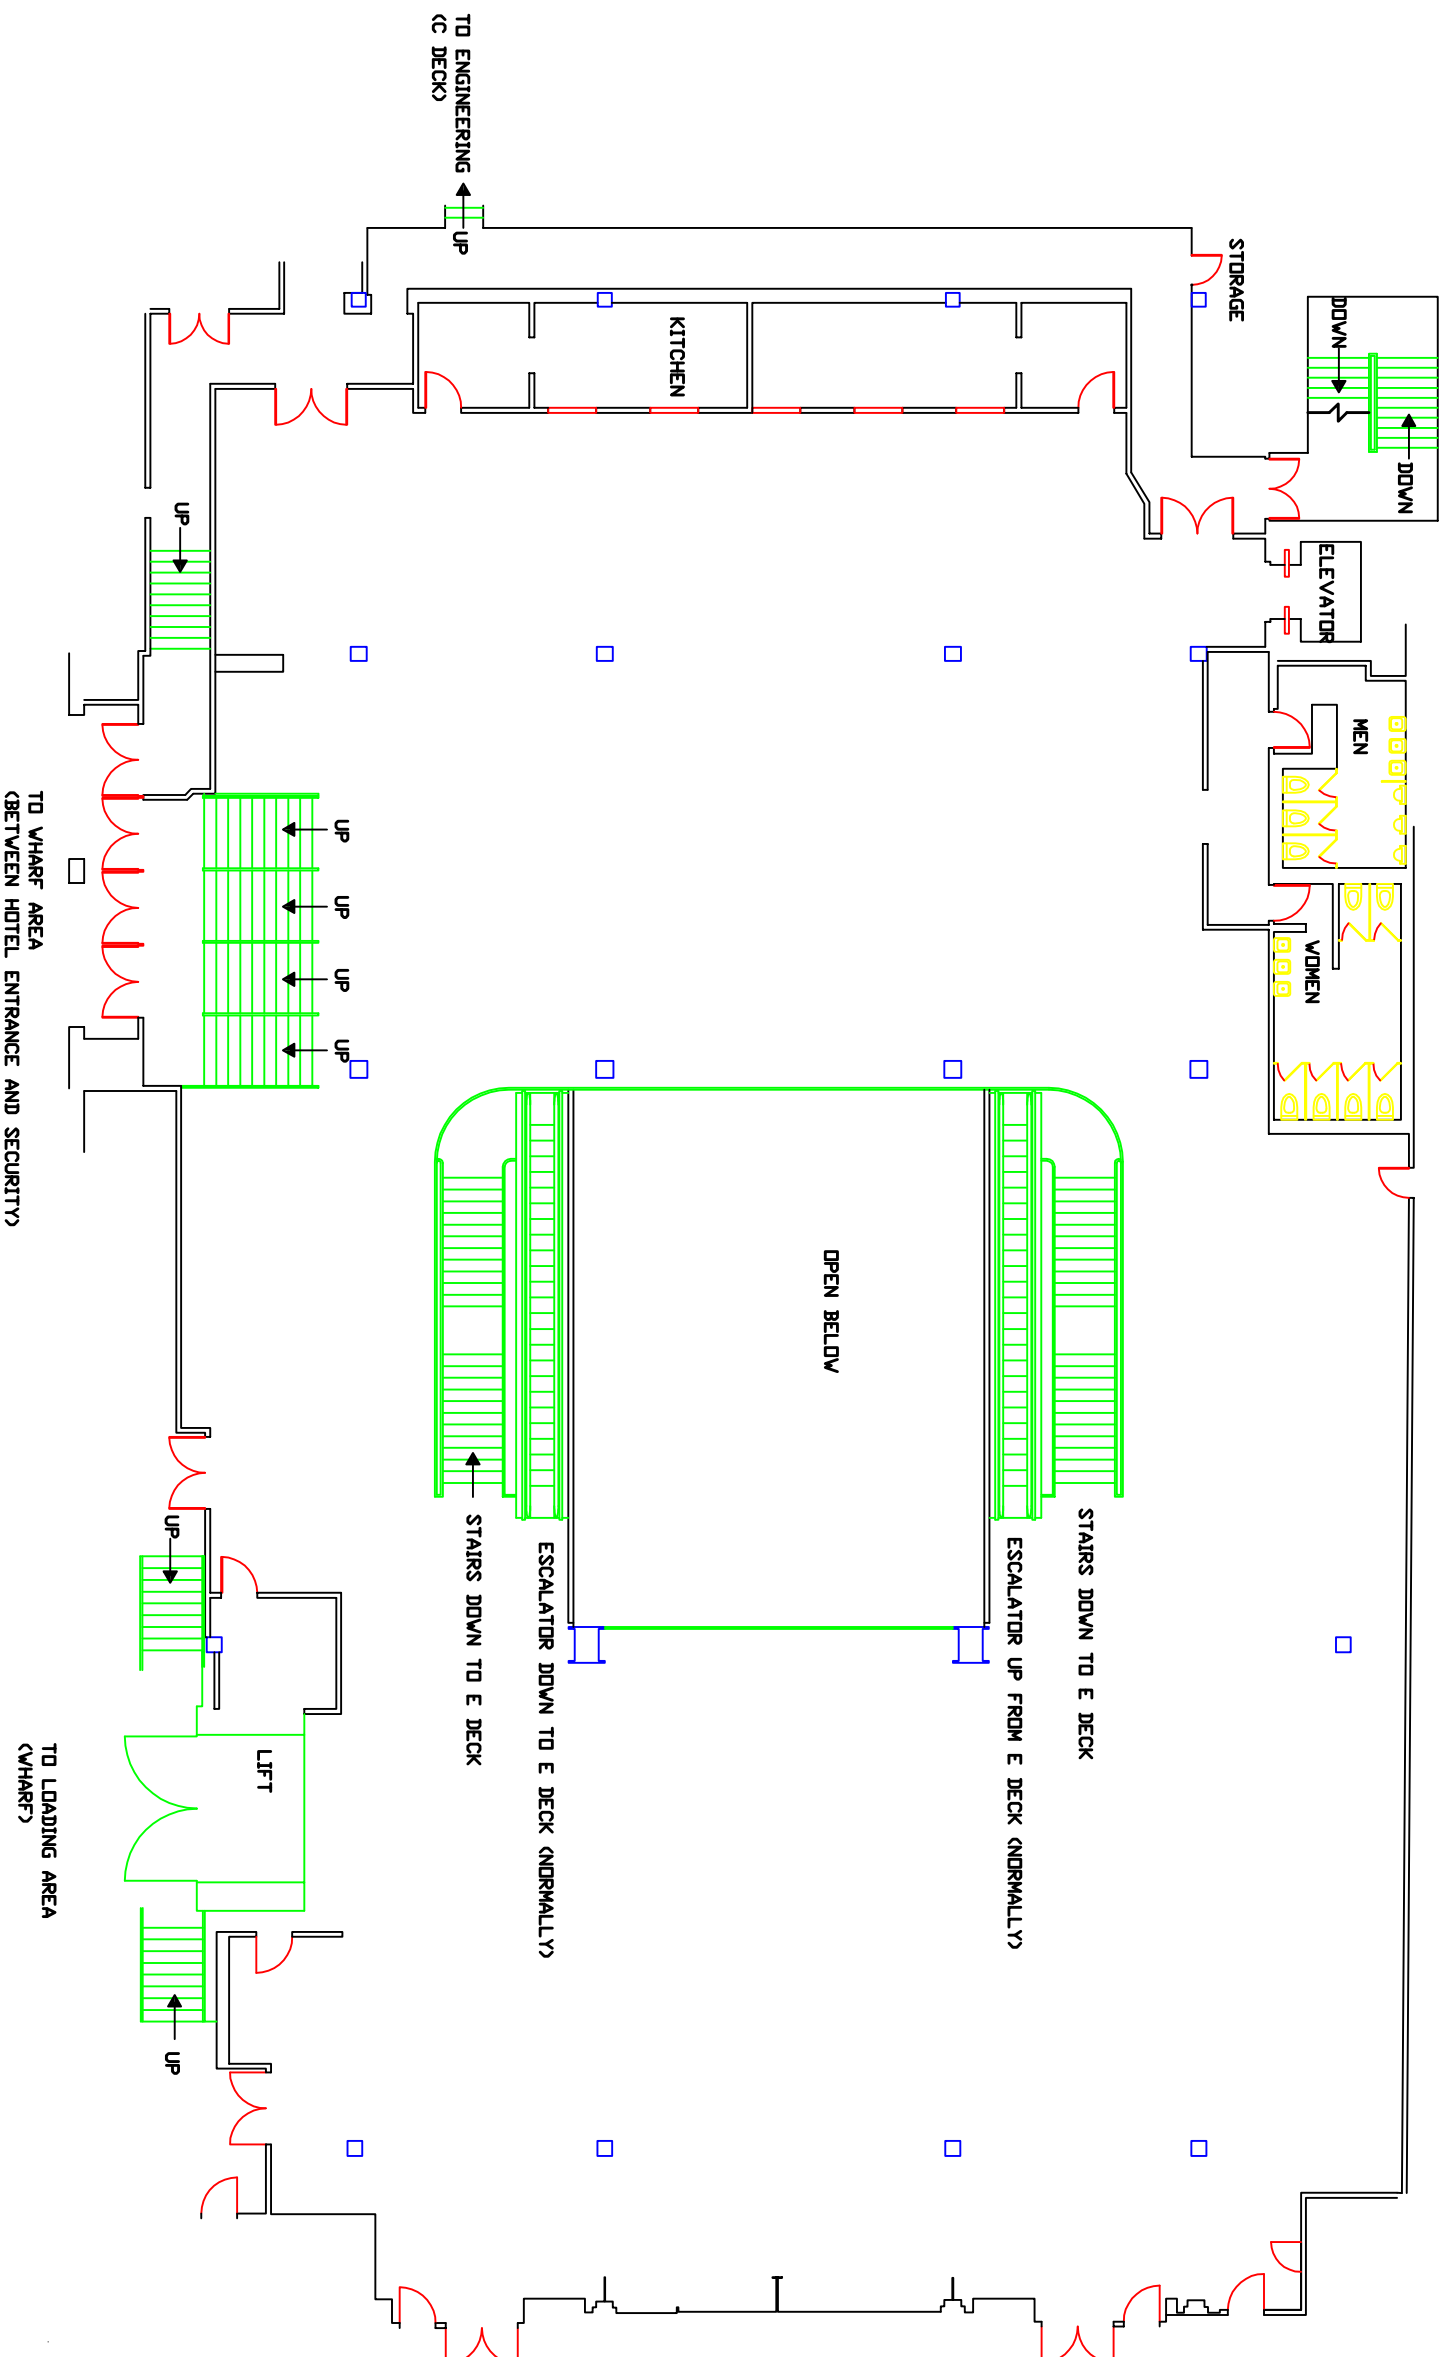 TO ENGINEERING
(C DECK)
UP
STORAGE
DOWN
DOWN
KITCHEN
ELEVATOR
UP
MEN
WOMEN
UP
UP
UP
UP
TO WHARF AREA
(BETWEEN HOTEL ENTRANCE AND SECURITY)
OPEN BELOW
STAIRS DOWN TO E DECK
ESCALATOR UP FROM E DECK (NORMALLY)
ESCALATOR DOWN TO E DECK (NORMALLY)
STAIRS DOWN TO E DECK
UP
LIFT
TO LOADING AREA
(WHARF)
UP